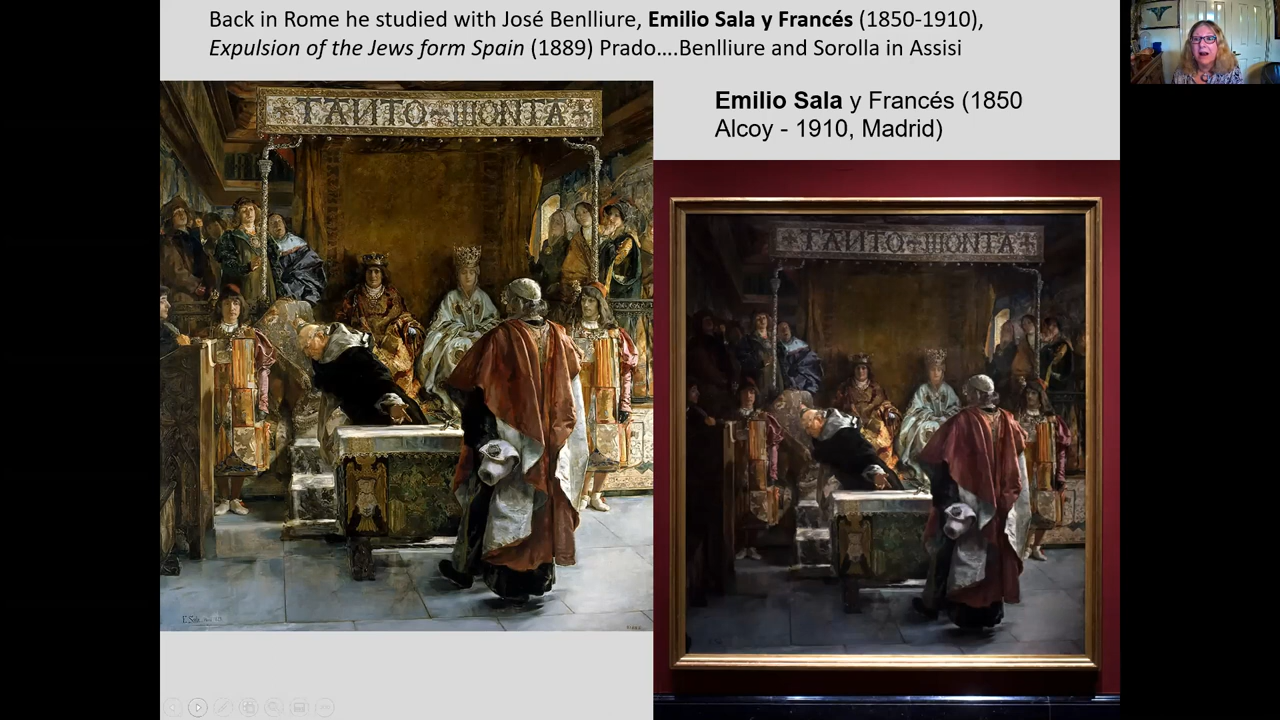 Back in Rome he studied with José Benlliure, Emilio Sala y Francés (1850-1910),
Expulsion of the Jews form Spain (1889) Prado....Benlliure and Sorolla in Assisi
Emilio Sala y Francés (1850
Alcoy - 1910, Madrid)
TANTO MONTA
TANTO MONTA
E. Sala